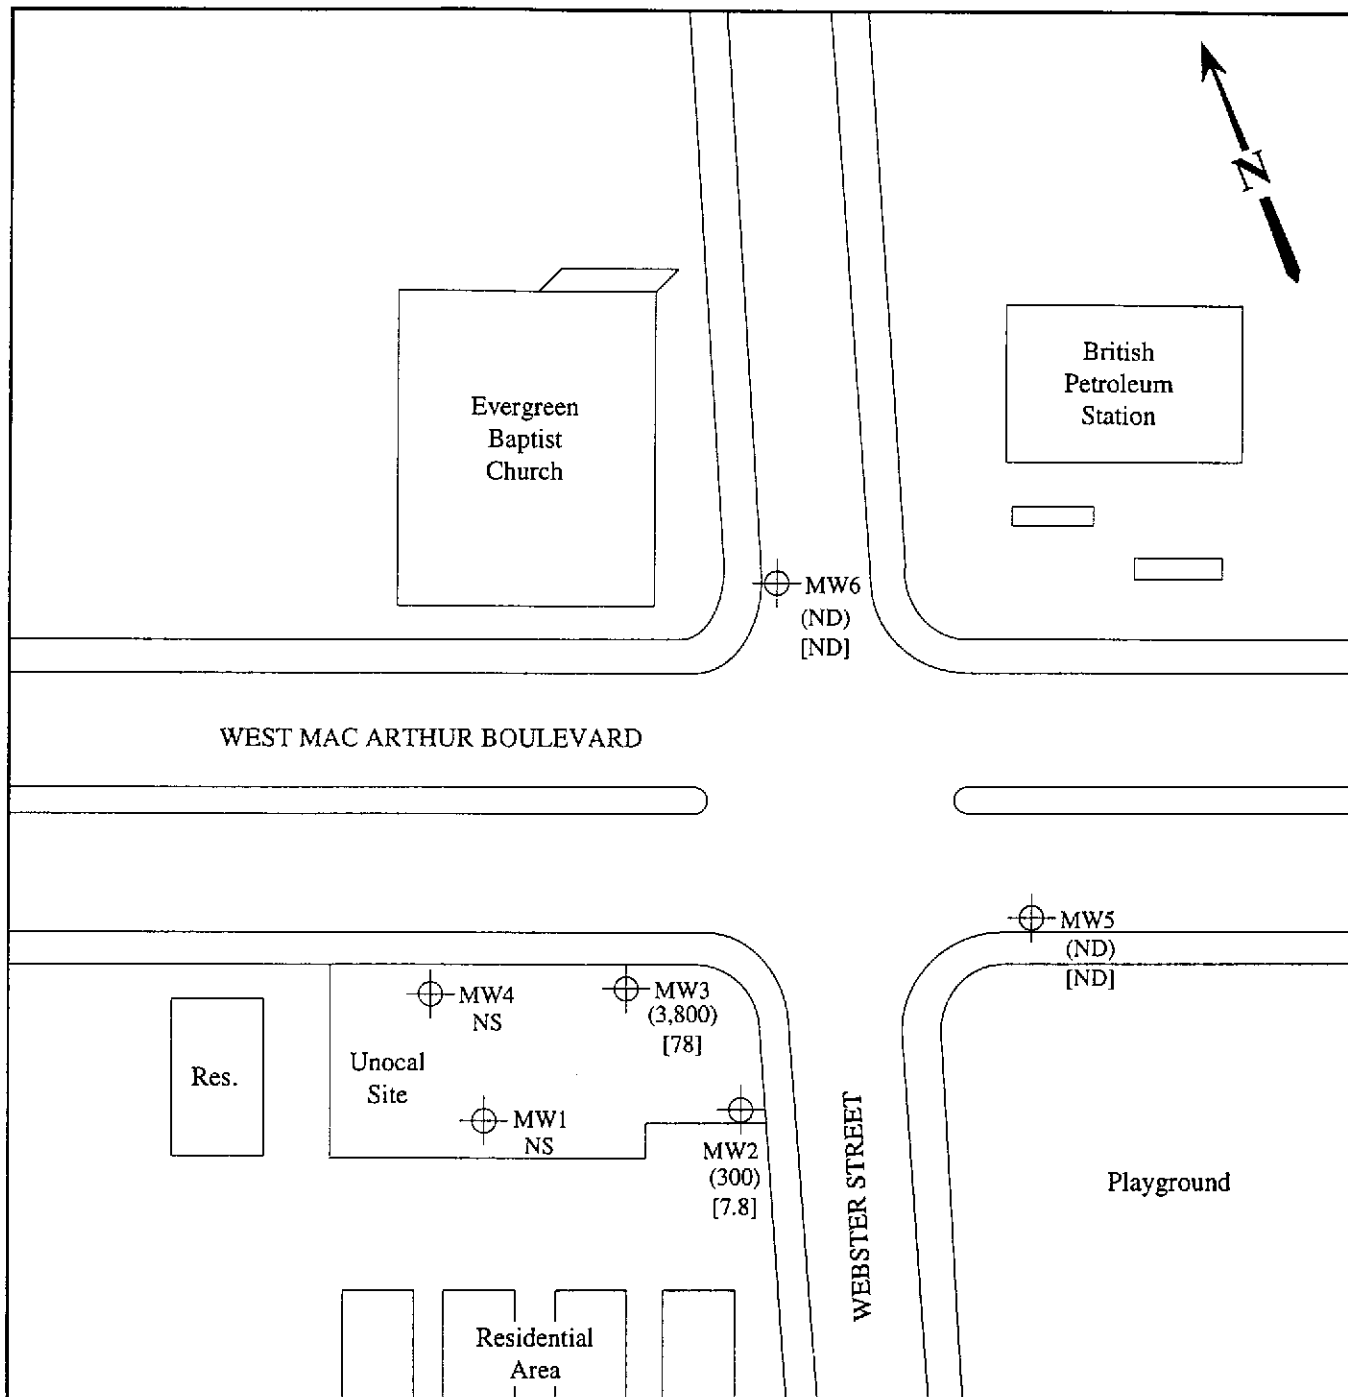 N
British
Petroleum
Station
Evergreen
Baptist
Church
MW6
(ND)
[ND]
WEST MAC ARTHUR BOULEVARD
MW5
(ND)
[ND]
MW4
NS
MW3
(3,800)
[78]
Res.
Unocal
Site
MW1
NS
MW2
(300)
[7.8]
WEBSTER STREET
Playground
Residential
Area